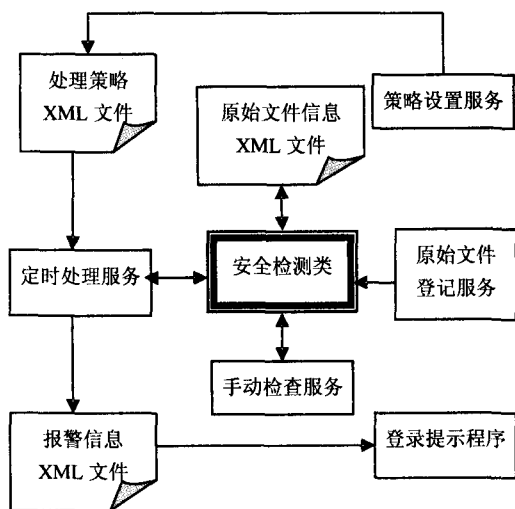 处理策略
XML 文件
原始文件信息
XML 文件
策略设置服务
定时处理服务
安全检测类
原始文件
登记服务
手动检查服务
报警信息
XML 文件
登录提示程序